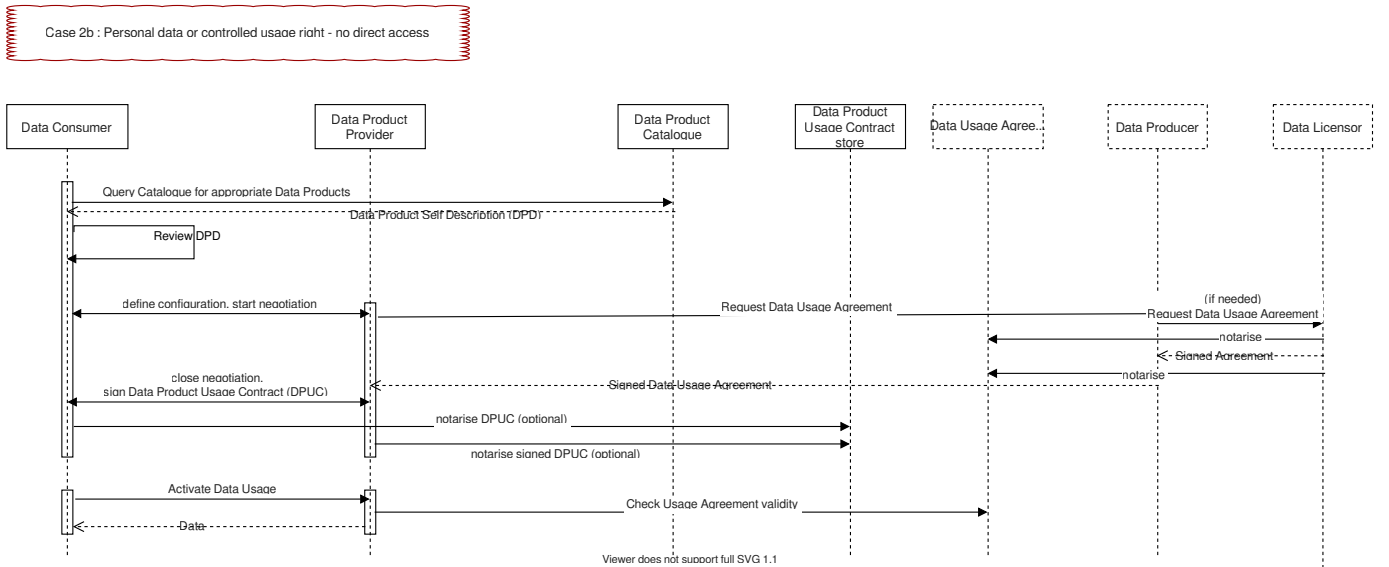 Case 2b : Personal data or controlled usage right - no direct access
Data Consumer
Data Product
Provider
Data Product
Catalogue
Data Product
Usage Contract
store
Data Usage Agree...
Data Producer
Data Licensor
Query Catalogue for appropriate Data Products
Data Product Self Description (DPD)
Review DPD
define configuration, start negotiation
Request Data Usage Agreement
(if needed)
Request Data Usage Agreement
notarise
Signed Agreement
notarise
close negotiation,
sign Data Product Usage Contract (DPUC)
Signed Data Usage Agreement
notarise DPUC (optional)
notarise signed DPUC (optional)
Activate Data Usage
Check Usage Agreement validity
Data
Viewer does not support full SVG 1.1